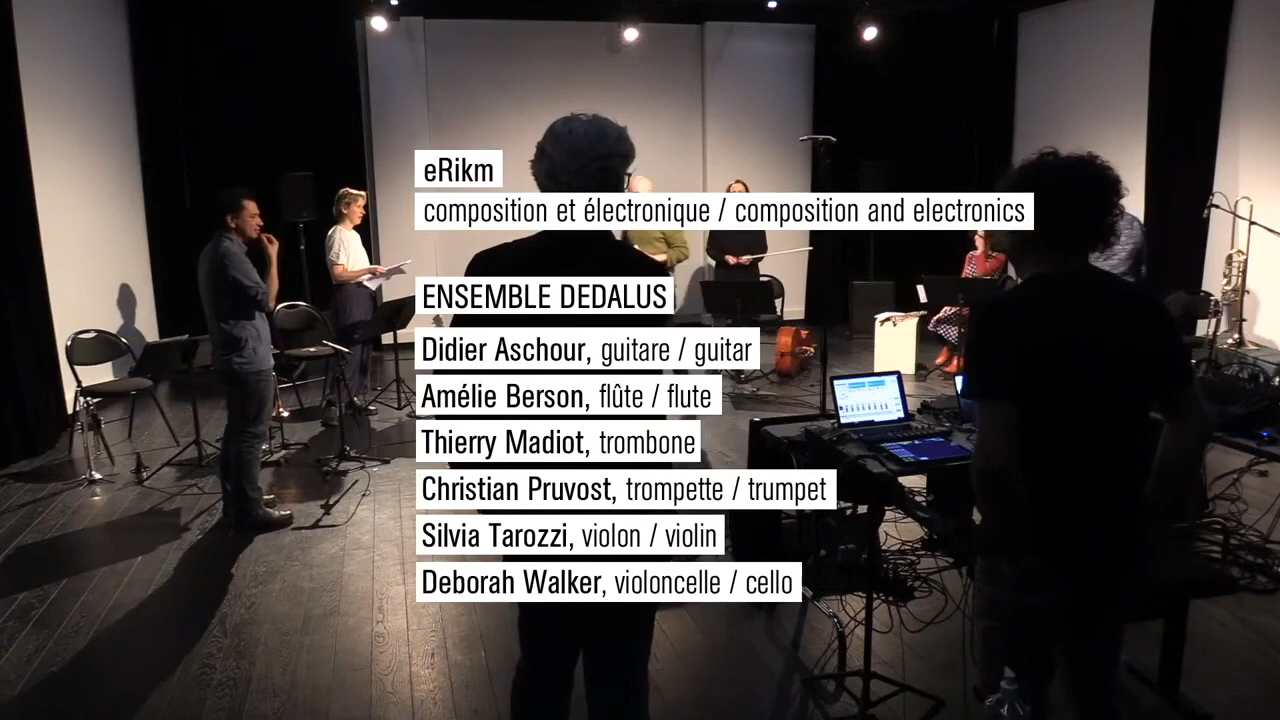 eRikm
composition et électronique / composition and electronics
ENSEMBLE DEDALUS
Didier Aschour, guitare / guitar
Amélie Berson, flûte / flute
Thierry Madiot, trombone
Christian Pruvost, trompette / trumpet
Silvia Tarozzi, violon / violin
Deborah Walker, violoncelle / cello